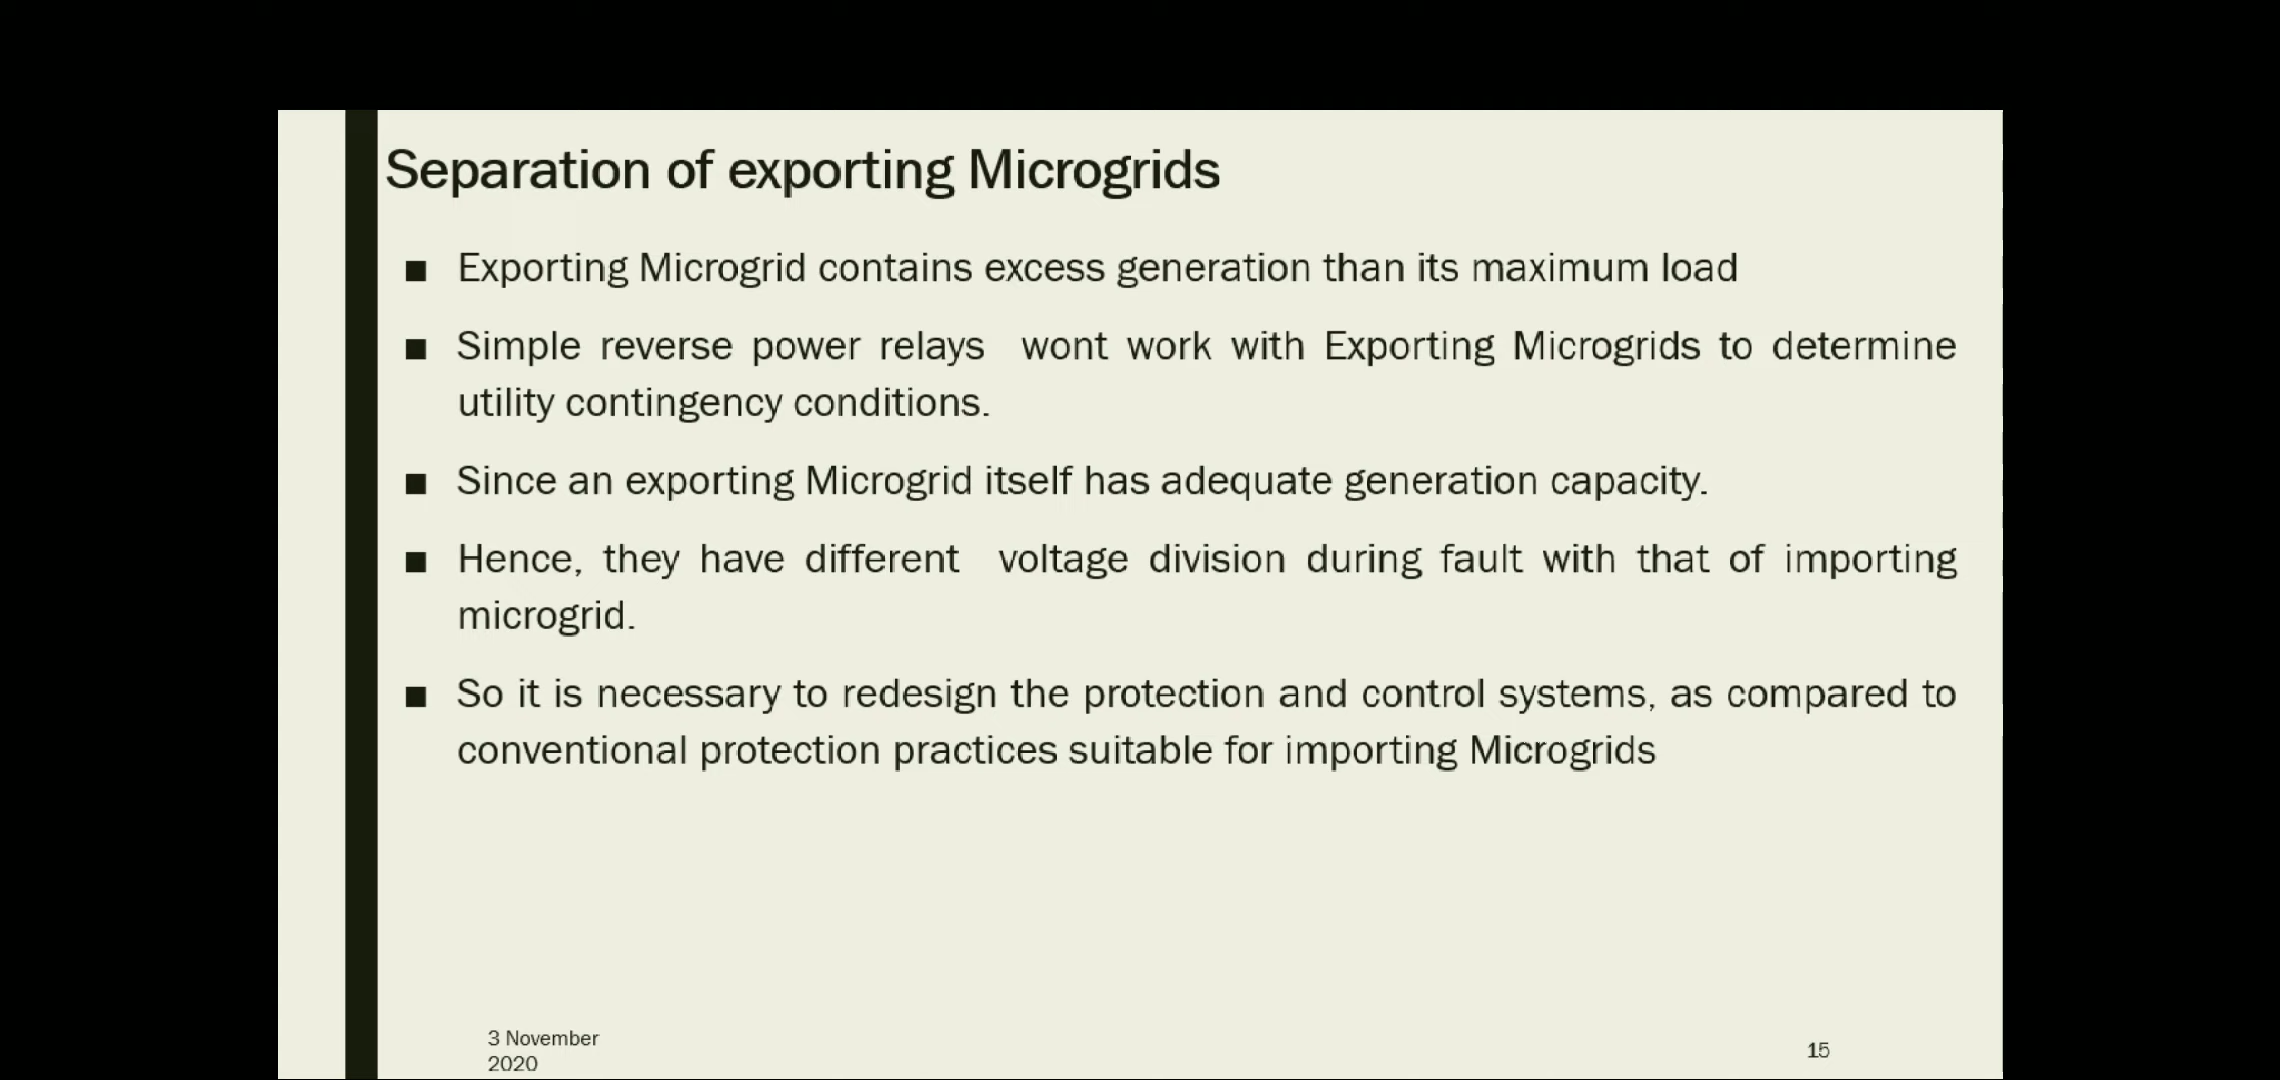 Separation of exporting Microgrids
■ Exporting Microgrid contains excess generation than its maximum load
■ Simple reverse power relays wont work with Exporting Microgrids to determine
utility contingency conditions.
■ Since an exporting Microgrid itself has adequate generation capacity.
■ Hence, they have different voltage division during fault with that of importing
microgrid.
■ So it is necessary to redesign the protection and control systems, as compared to
conventional protection practices suitable for importing Microgrids
3 November
2020
15